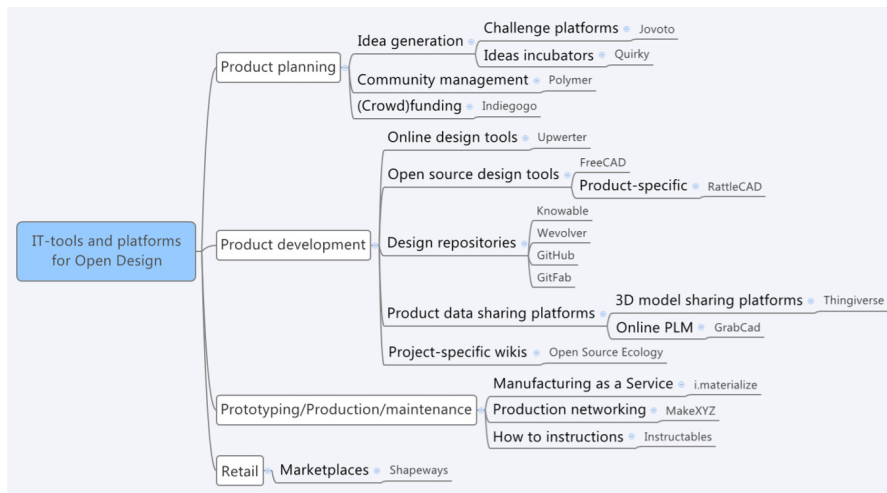 IT-tools and platforms
for Open Design
Product planning
Idea generation
Challenge platforms
Jovoto
Ideas incubators
Quirky
Community management
Polymer
(Crowd)funding
Indiegogo
Product development
Online design tools
Upwerter
Open source design tools
FreeCAD
Product-specific
RattleCAD
Design repositories
Knowable
Wevolver
GitHub
GitFab
Product data sharing platforms
3D model sharing platforms
Thingiverse
Online PLM
GrabCad
Project-specific wikis
Open Source Ecology
Prototyping/Production/maintenance
Manufacturing as a Service
i.materialize
Production networking
MakeXYZ
How to instructions
Instructables
Retail
Marketplaces
Shapeways